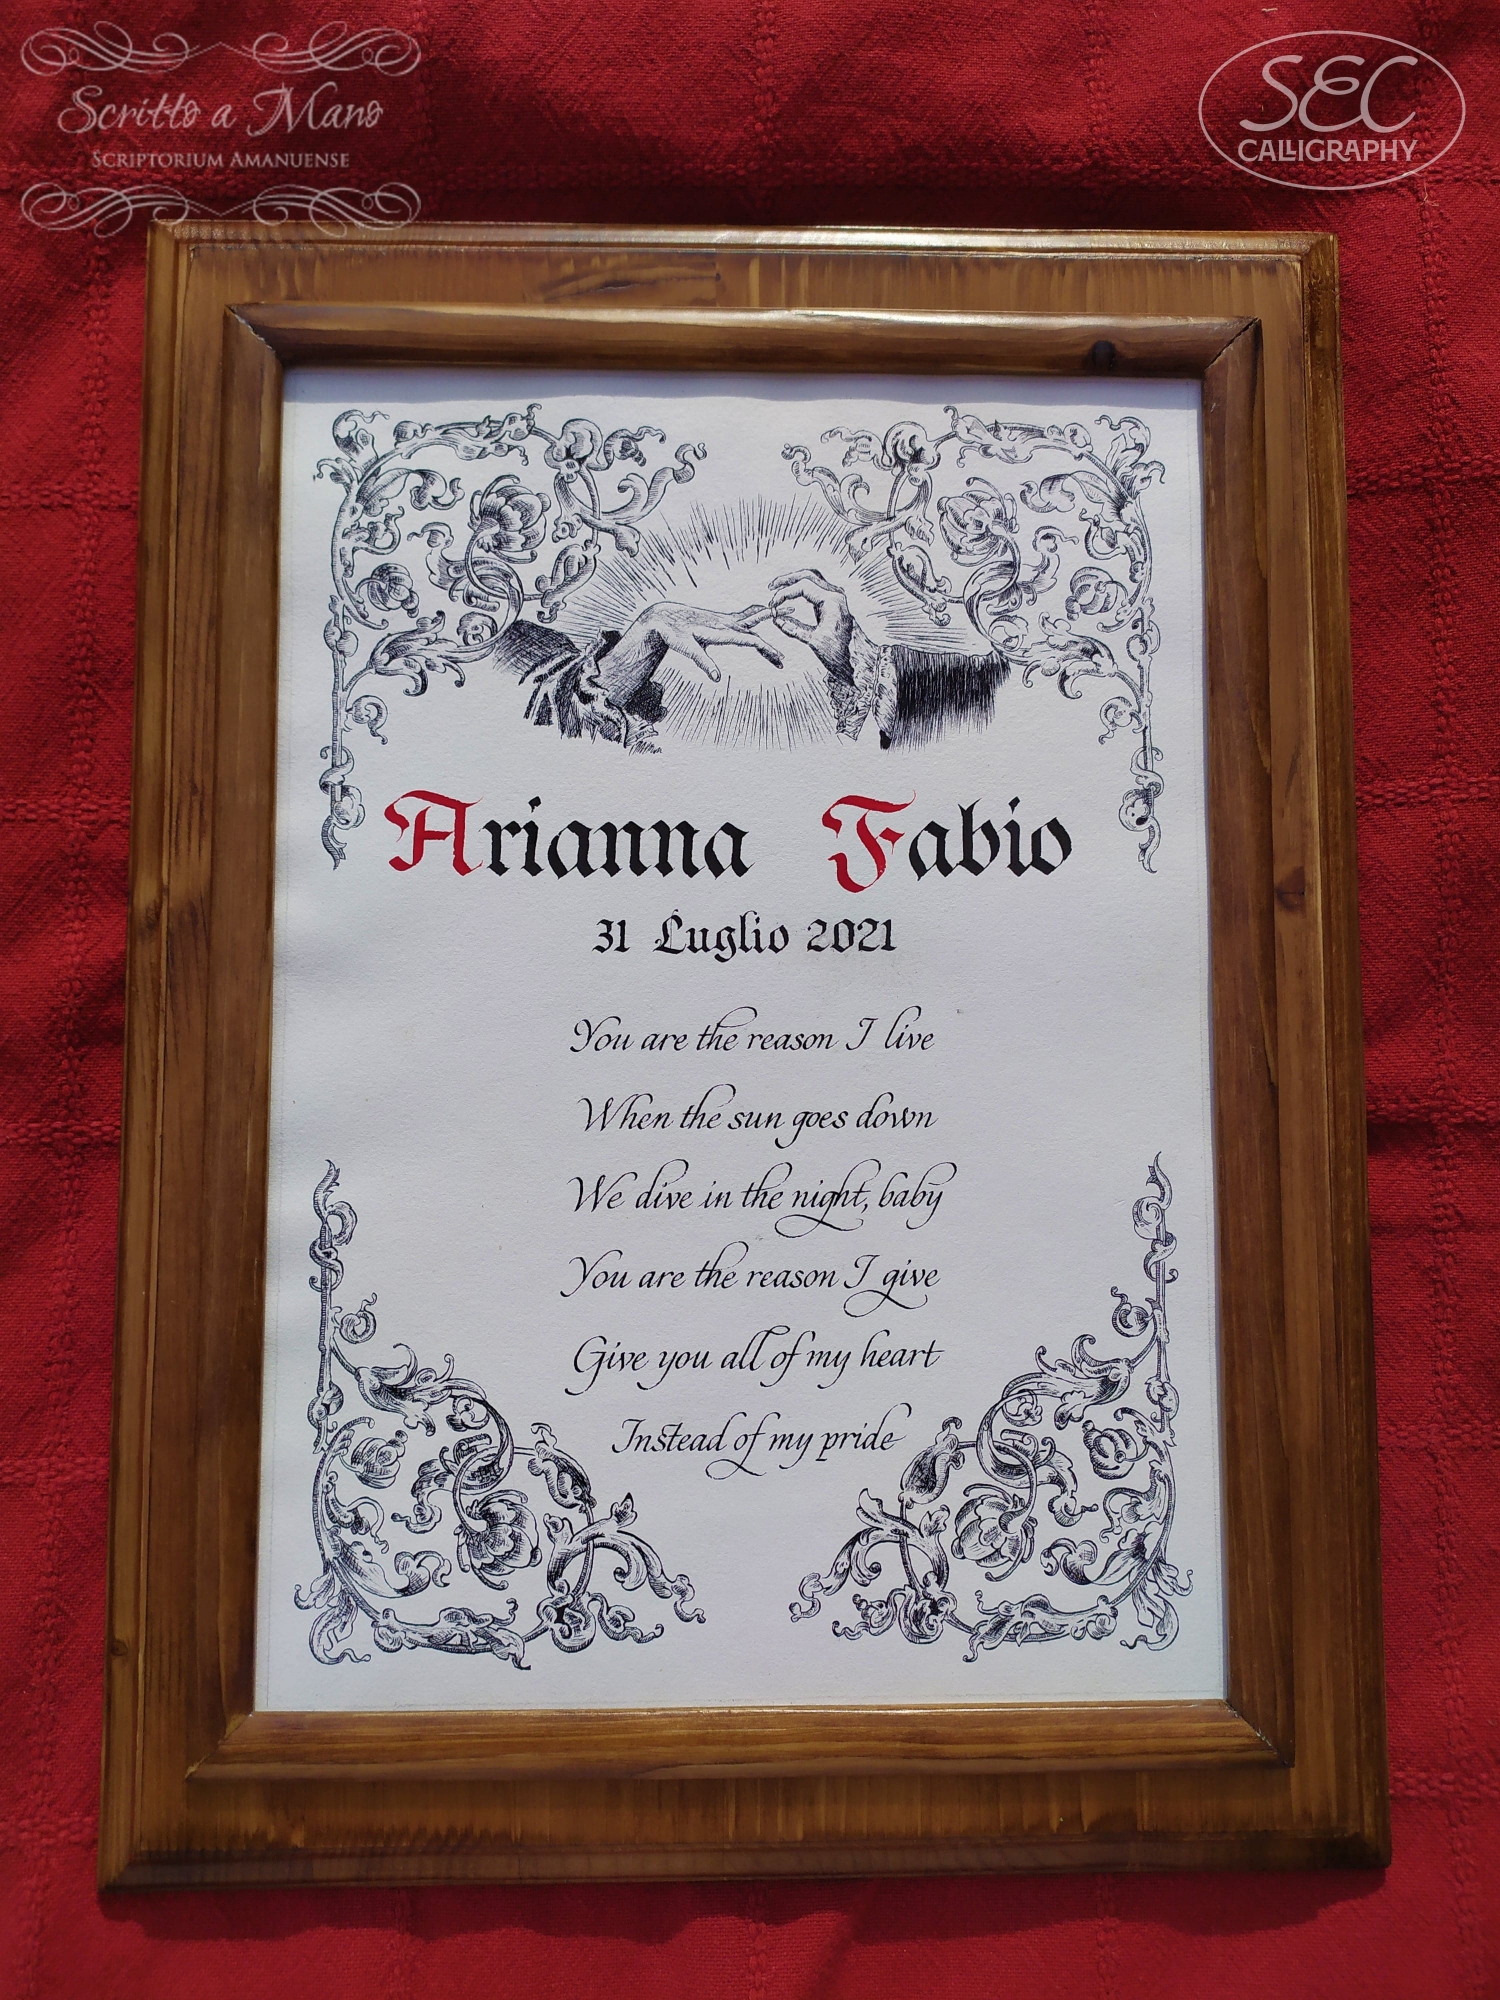 Scritto a Mano
Scriptorium Amanuense
SEC
CALLIGRAPHY
Arianna Fabio
31 Luglio 2021
You are the reason I live
When the sun goes down
We dive in the night, baby
You are the reason I give
Give you all of my heart
Instead of my pride